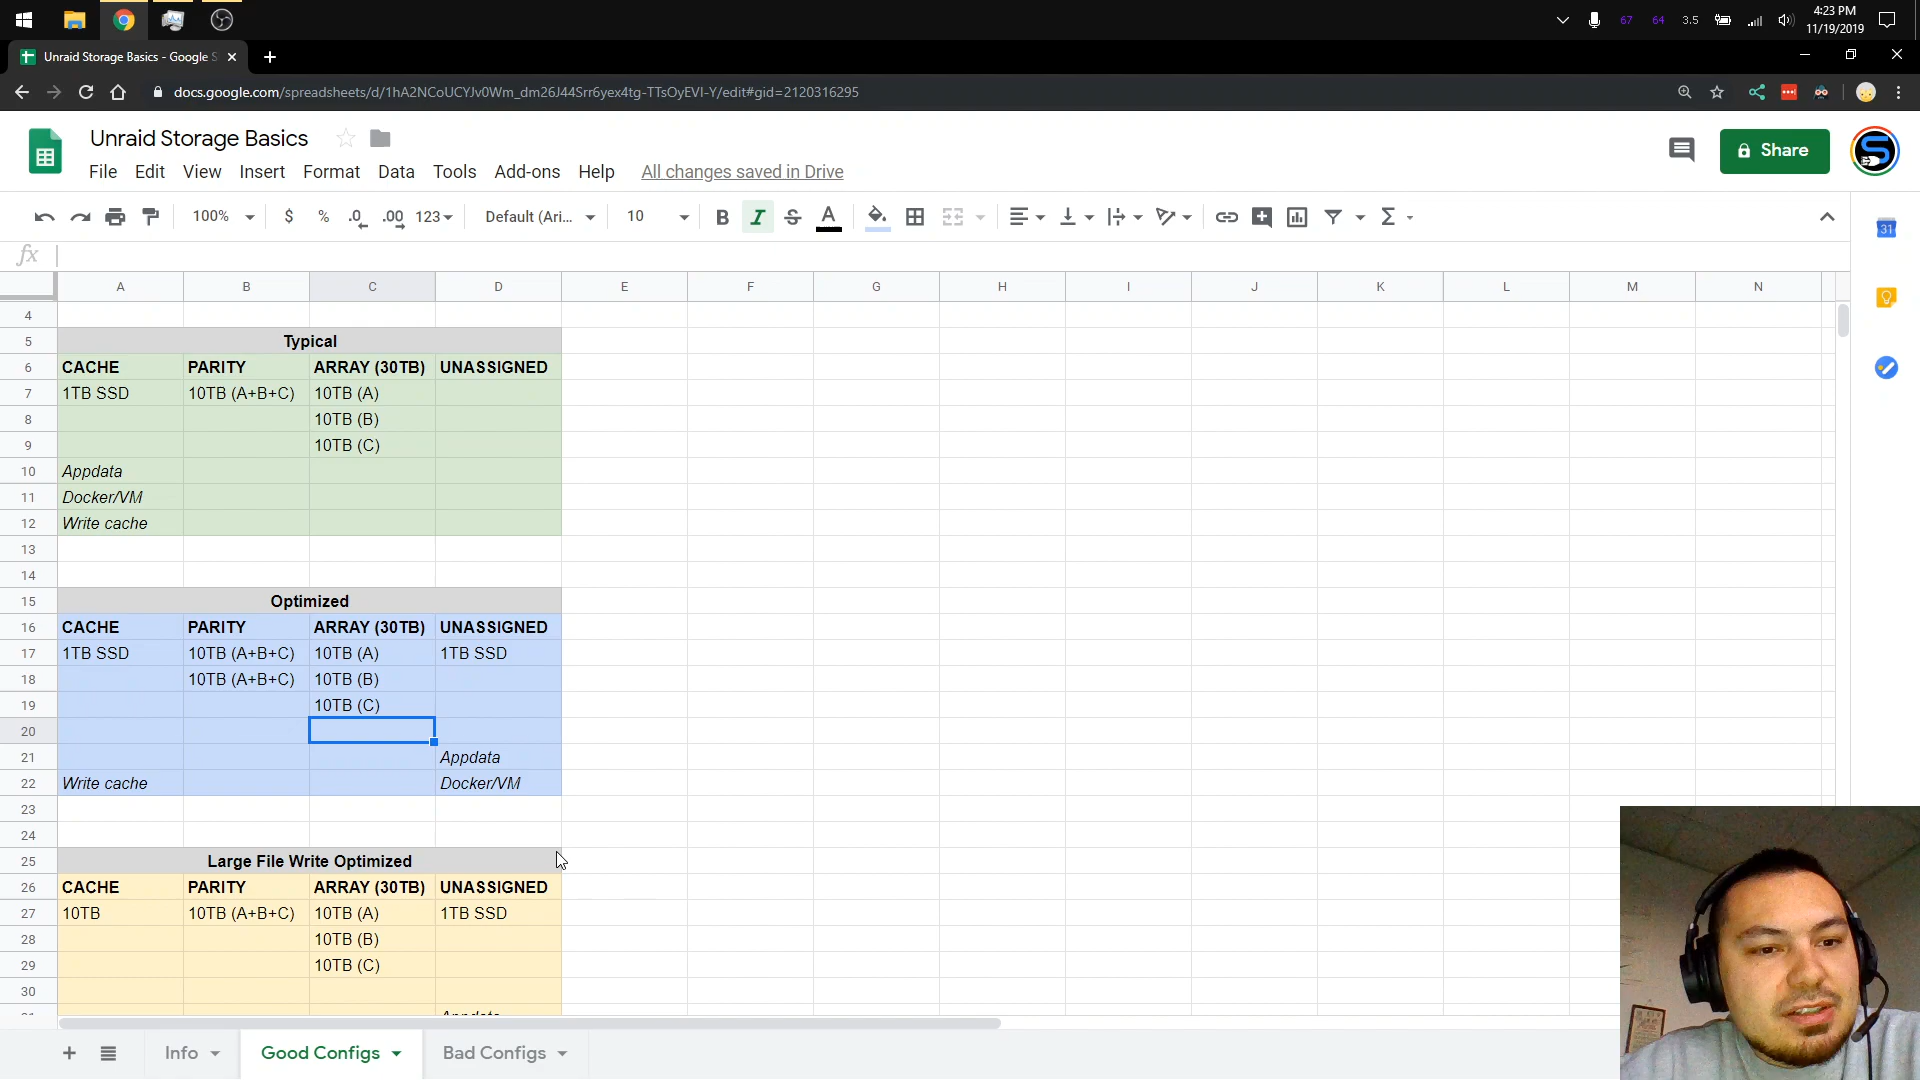 67 64 3.5 4:23 PM
11/19/2019
Unraid Storage Basics - Google S
docs.google.com/spreadsheets/d/1hA2NCoUCYJv0Wm_dm26J44Srr6yex4tg-TTsOyEVI-Y/edit#gid=2120316295
Unraid Storage Basics
Share
File Edit View Insert Format Data Tools Add-ons Help All changes saved in Drive
100% $ % .0 .00 123 Default (Ari... 10 B I S A Σ
31
fx
A B C D E F G H I J K L M N
4
5 Typical
6 CACHE PARITY ARRAY (30TB) UNASSIGNED
7 1TB SSD 10TB (A+B+C) 10TB (A)
8 10TB (B)
9 10TB (C)
10 Appdata
11 Docker/VM
12 Write cache
13
14
15 Optimized
16 CACHE PARITY ARRAY (30TB) UNASSIGNED
17 1TB SSD 10TB (A+B+C) 10TB (A) 1TB SSD
18 10TB (A+B+C) 10TB (B)
19 10TB (C)
20
21 Appdata
22 Write cache Docker/VM
23
24
25 Large File Write Optimized
26 CACHE PARITY ARRAY (30TB) UNASSIGNED
27 10TB 10TB (A+B+C) 10TB (A) 1TB SSD
28 10TB (B)
29 10TB (C)
30
Appdata
+ Info Good Configs Bad Configs